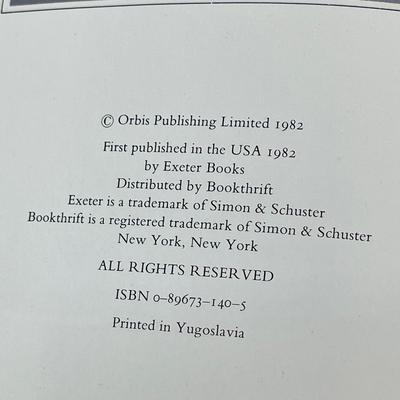 © Orbis Publishing Limited 1982
First published in the USA 1982
by Exeter Books
Distributed by Bookthrift
Exeter is a trademark of Simon & Schuster
Bookthrift is a registered trademark of Simon & Schuster
New York, New York
ALL RIGHTS RESERVED
ISBN 0–89673–140–5
Printed in Yugoslavia